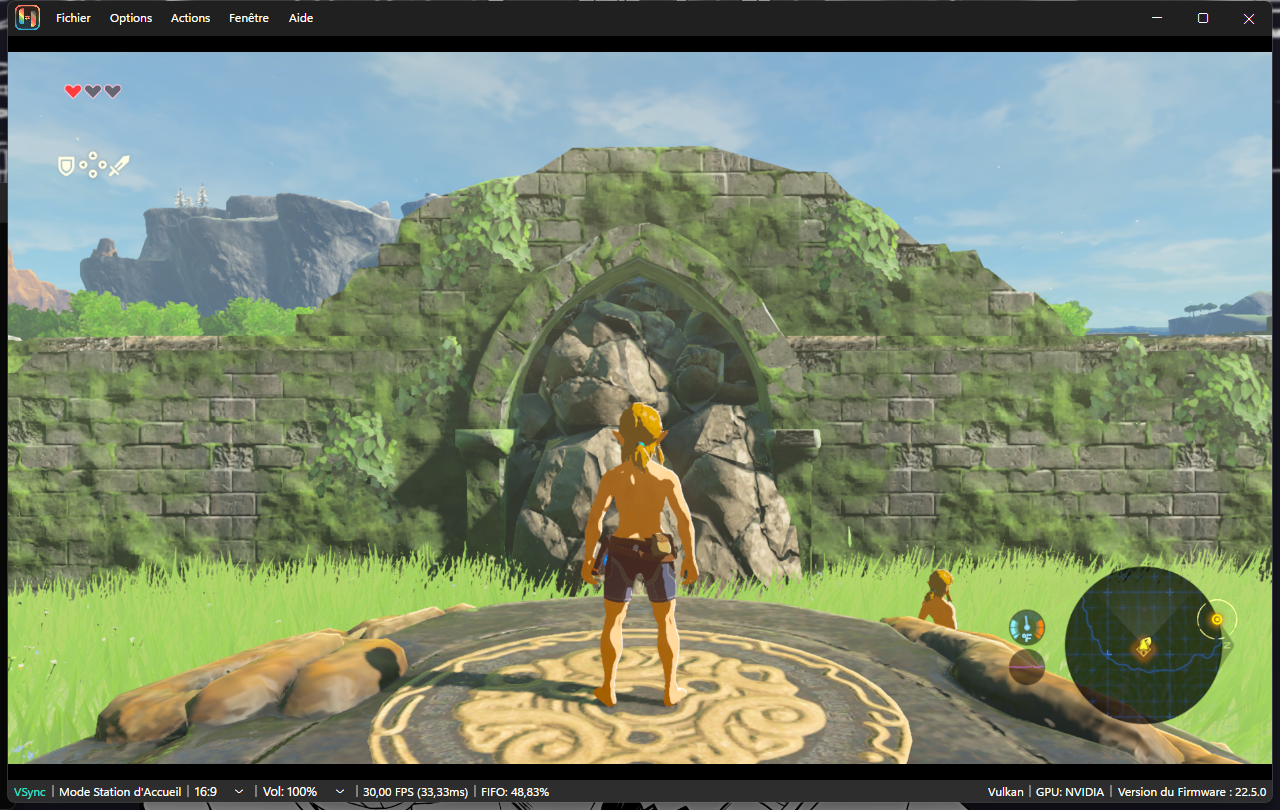 Fichier Options Actions Fenêtre Aide
°F
N
VSync | Mode Station d'Accueil | 16:9 | Vol: 100% | 30,00 FPS (33,33ms) | FIFO: 48,83% Vulkan | GPU: NVIDIA | Version du Firmware : 22.5.0